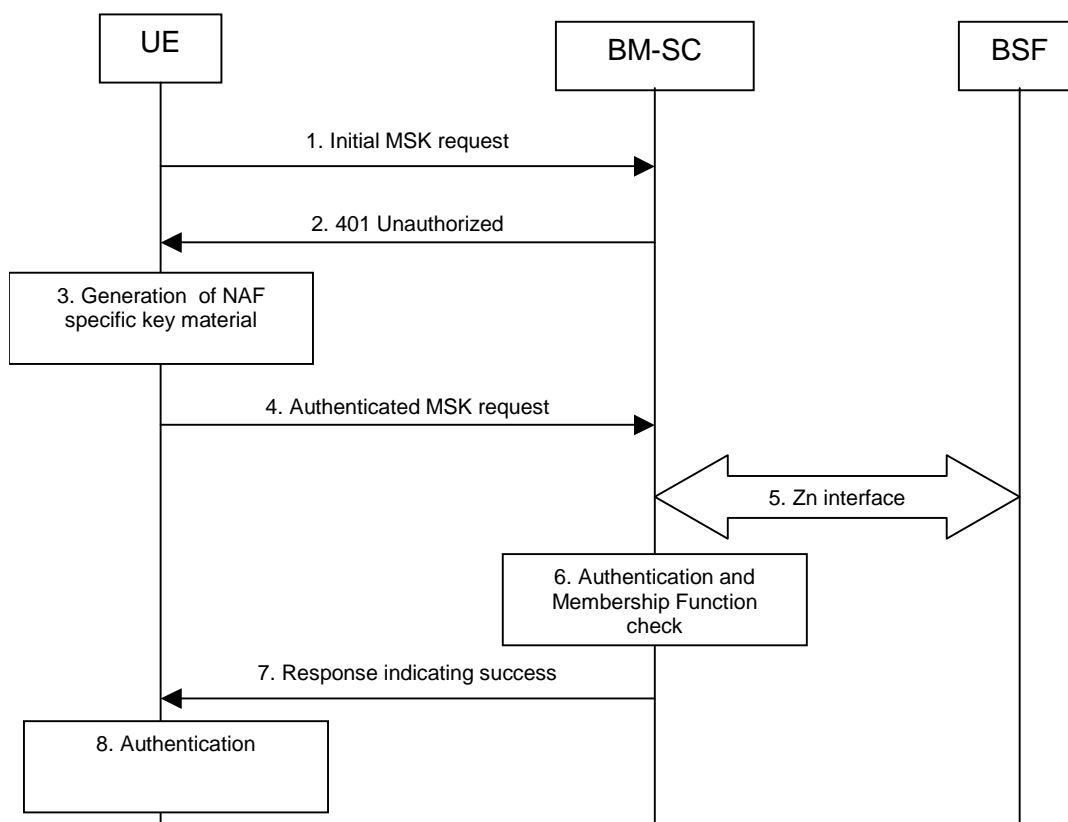 UE
BM-SC
BSF
1. Initial MSK request
2. 401 Unauthorized
3. Generation of NAF
specific key material
4. Authenticated MSK request
5. Zn interface
6. Authentication and
Membership Function
check
7. Response indicating success
8. Authentication